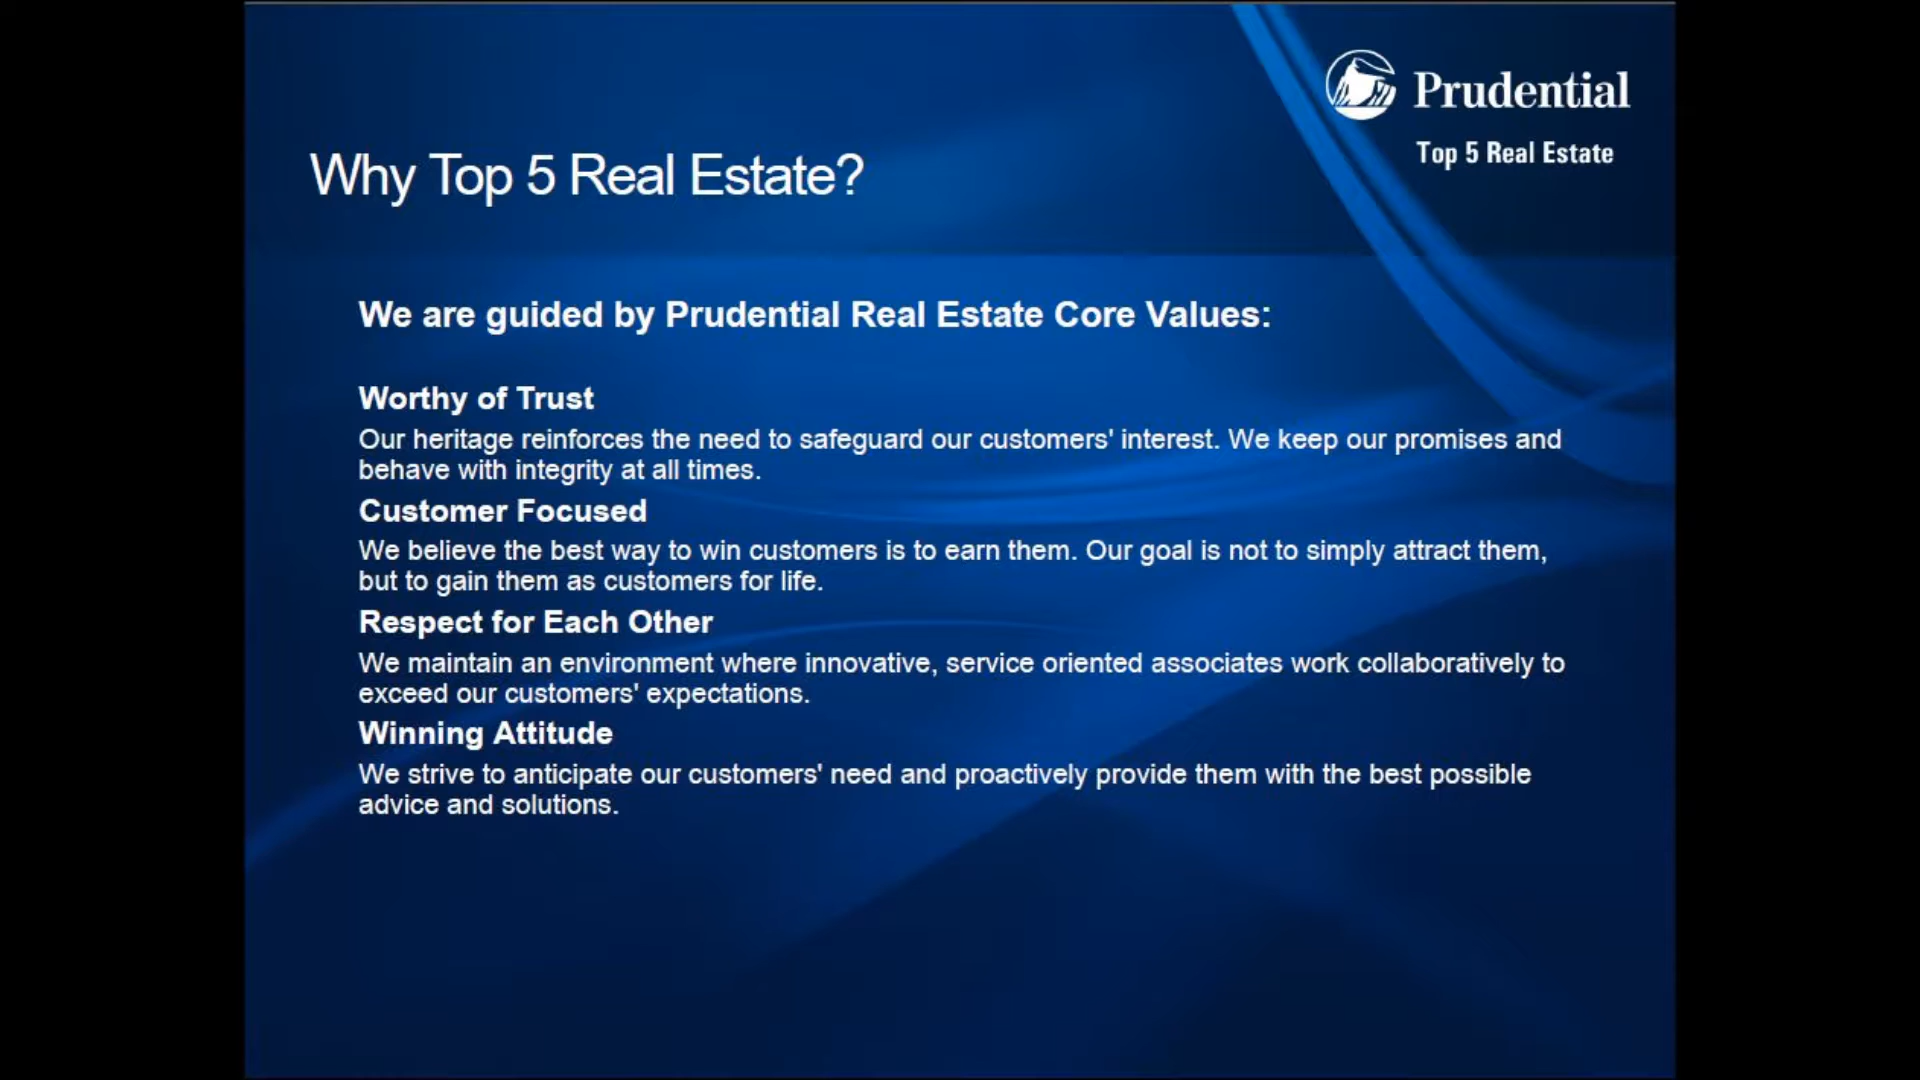 Prudential
Top 5 Real Estate
Why Top 5 Real Estate?
We are guided by Prudential Real Estate Core Values:
Worthy of Trust
Our heritage reinforces the need to safeguard our customers' interest. We keep our promises and
behave with integrity at all times.
Customer Focused
We believe the best way to win customers is to earn them. Our goal is not to simply attract them,
but to gain them as customers for life.
Respect for Each Other
We maintain an environment where innovative, service oriented associates work collaboratively to
exceed our customers' expectations.
Winning Attitude
We strive to anticipate our customers' need and proactively provide them with the best possible
advice and solutions.